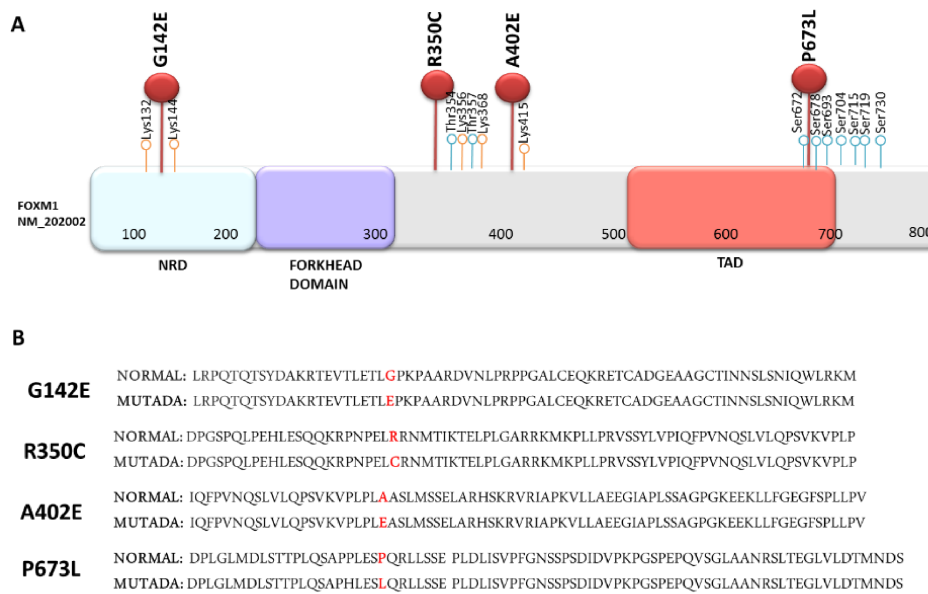 A
G142E
R350C
A402E
P673L
Lys132
Lys144
Thr354
Lys356
Thr357
Lys368
Lys415
Ser672
Ser678
Ser693
Ser704
Ser715
Ser719
Ser730
FOXM1
NM_202002
100 200 300 400 500 600 700 800
NRD
FORKHEAD
DOMAIN
TAD
B
G142E
NORMAL: LRPQTQTSYDAKRTEVTLETLGPKPAARDVNLPRPPGALCEQKRETCADGEAAGCTINNSLSNIQWLRKM
MUTADA: LRPQTQTSYDAKRTEVTLETLEPKPAARDVNLPRPPGALCEQKRETCADGEAAGCTINNSLSNIQWLRKM
R350C
NORMAL: DPGSPQLPEHLESQQKRPNPELRRNMTIKTELPLGARRKMKPLLPRVSSYLVPIQFPVNQSLVLQPSVKVPLP
MUTADA: DPGSPQLPEHLESQQKRPNPELCRNMTIKTELPLGARRKMKPLLPRVSSYLVPIQFPVNQSLVLQPSVKVPLP
A402E
NORMAL: IQFPVNQSLVLQPSVKVPLPLAASLMSSELARHSKRVRIAPKVLLAEEGIAPLSSAGPGKEEKLLFGEGFSPLLPV
MUTADA: IQFPVNQSLVLQPSVKVPLPLEASLMSSELARHSKRVRIAPKVLLAEEGIAPLSSAGPGKEEKLLFGEGFSPLLPV
P673L
NORMAL: DPLGLMDLSTTPLQSAPPLESPQRLLSSE PLDLISVPFGNSSPSDIDVPKPGSPEPQVSGLAANRSLTEGLVLDTMNDS
MUTADA: DPLGLMDLSTTPLQSAPHLESLQRLLSSE PLDLISVPFGNSSPSDIDVPKPGSPEPQVSGLAANRSLTEGLVLDTMNDS